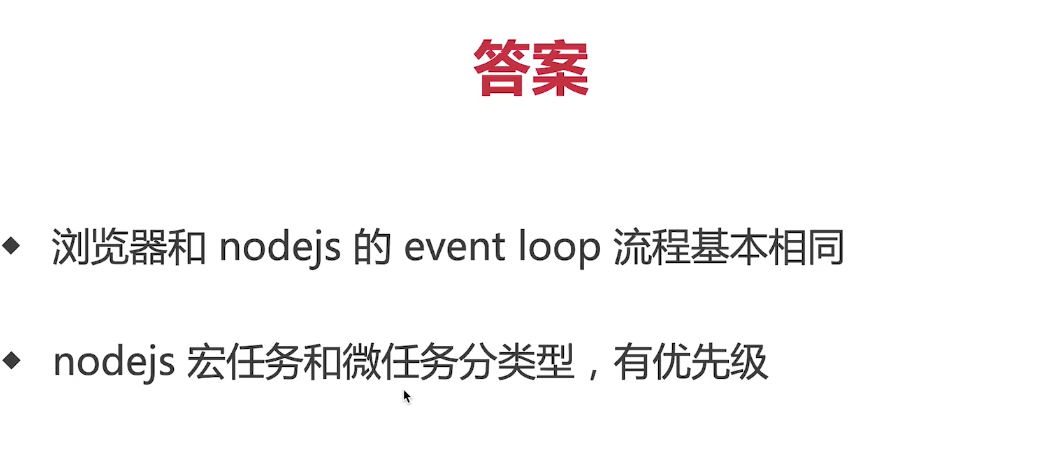 答案
浏览器和 nodejs 的 event loop 流程基本相同
nodejs 宏任务和微任务分类型，有优先级